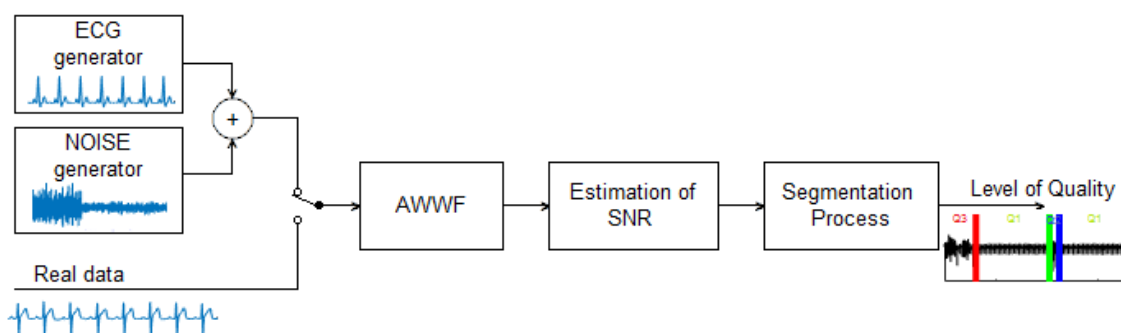 ECG
generator
+
NOISE
generator
Real data
AWWF
Estimation of
SNR
Segmentation
Process
Level of Quality
Q3
Q1
Q1